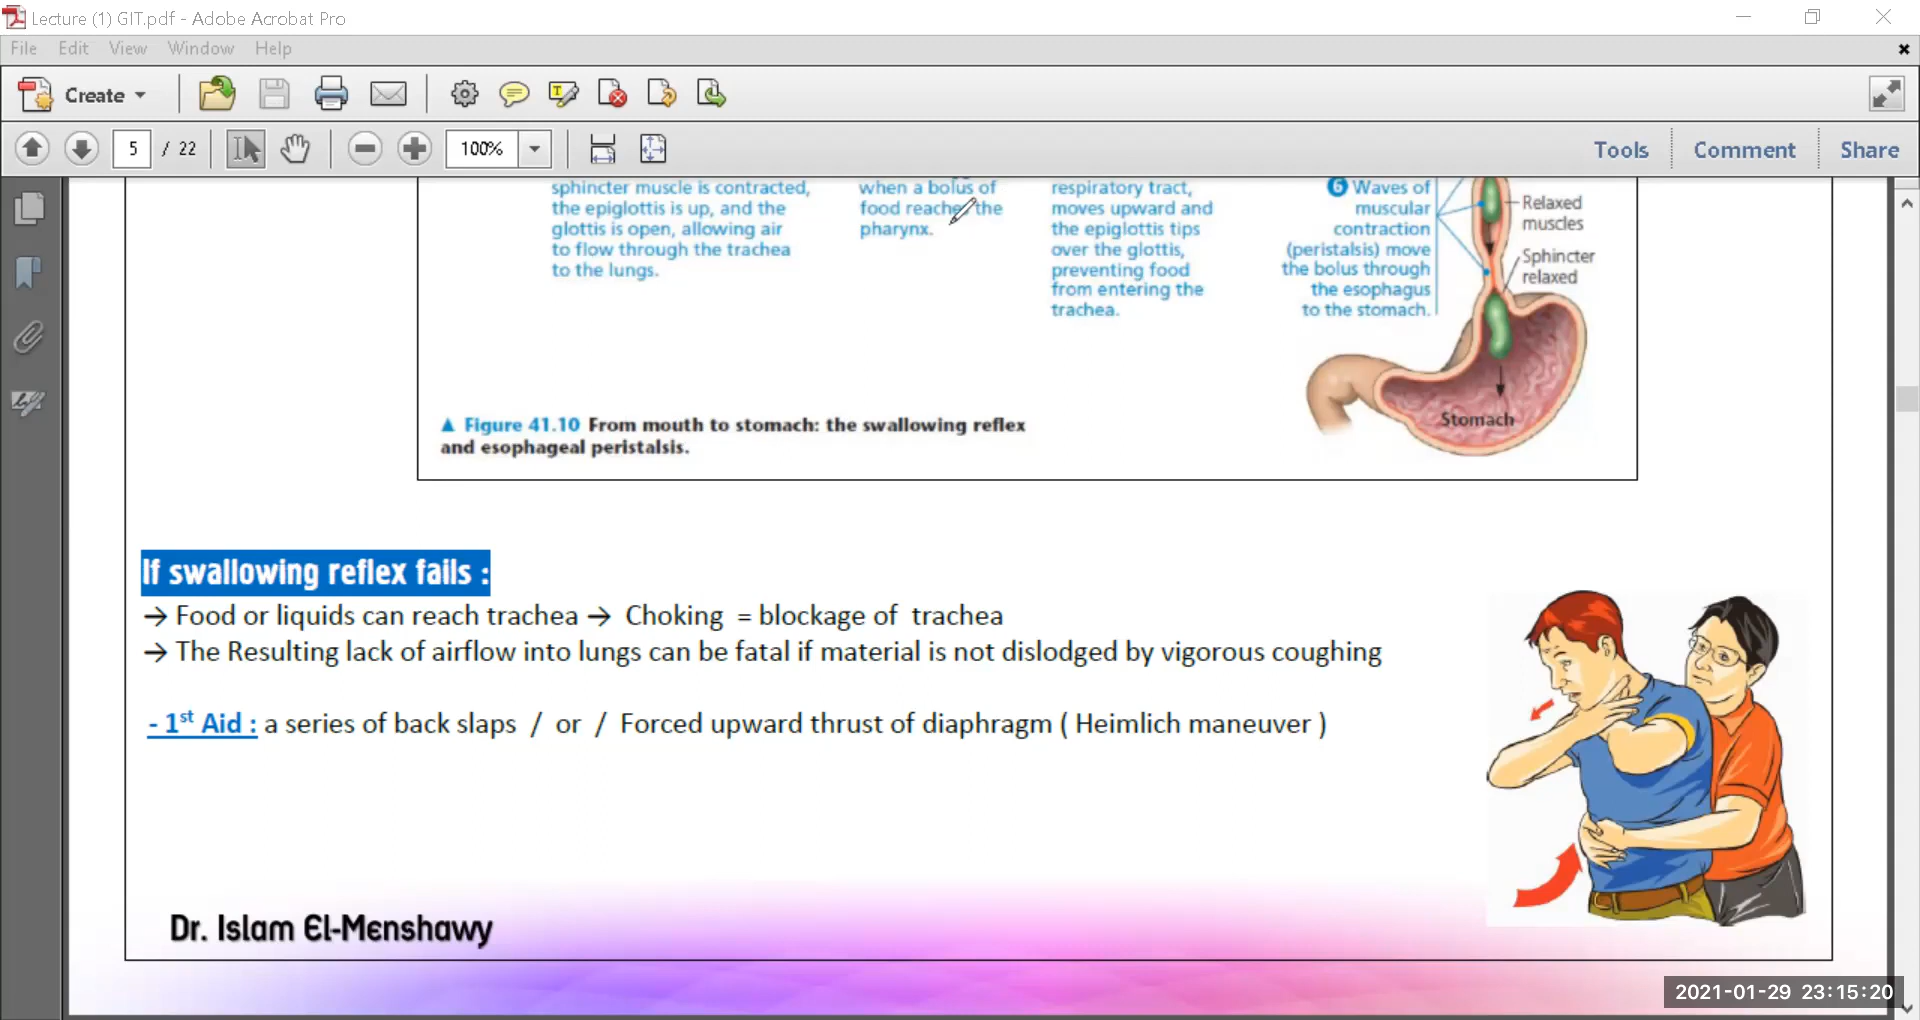 Lecture (1) GIT.pdf - Adobe Acrobat Pro
File Edit View Window Help
Create
5 / 22 100% Tools Comment Share
sphincter muscle is contracted,
the epiglottis is up, and the
glottis is open, allowing air
to flow through the trachea
to the lungs.
when a bolus of
food reaches the
pharynx.
respiratory tract,
moves upward and
the epiglottis tips
over the glottis,
preventing food
from entering the
trachea.
6 Waves of
muscular
contraction
(peristalsis) move
the bolus through
the esophagus
to the stomach.
Relaxed
muscles
Sphincter
relaxed
Stomach
▲ Figure 41.10 From mouth to stomach: the swallowing reflex
and esophageal peristalsis.
If swallowing reflex fails :
→ Food or liquids can reach trachea → Choking = blockage of trachea
→ The Resulting lack of airflow into lungs can be fatal if material is not dislodged by vigorous coughing
- 1st Aid : a series of back slaps / or / Forced upward thrust of diaphragm ( Heimlich maneuver )
Dr. Islam El-Menshawy
2021-01-29 23:15:20